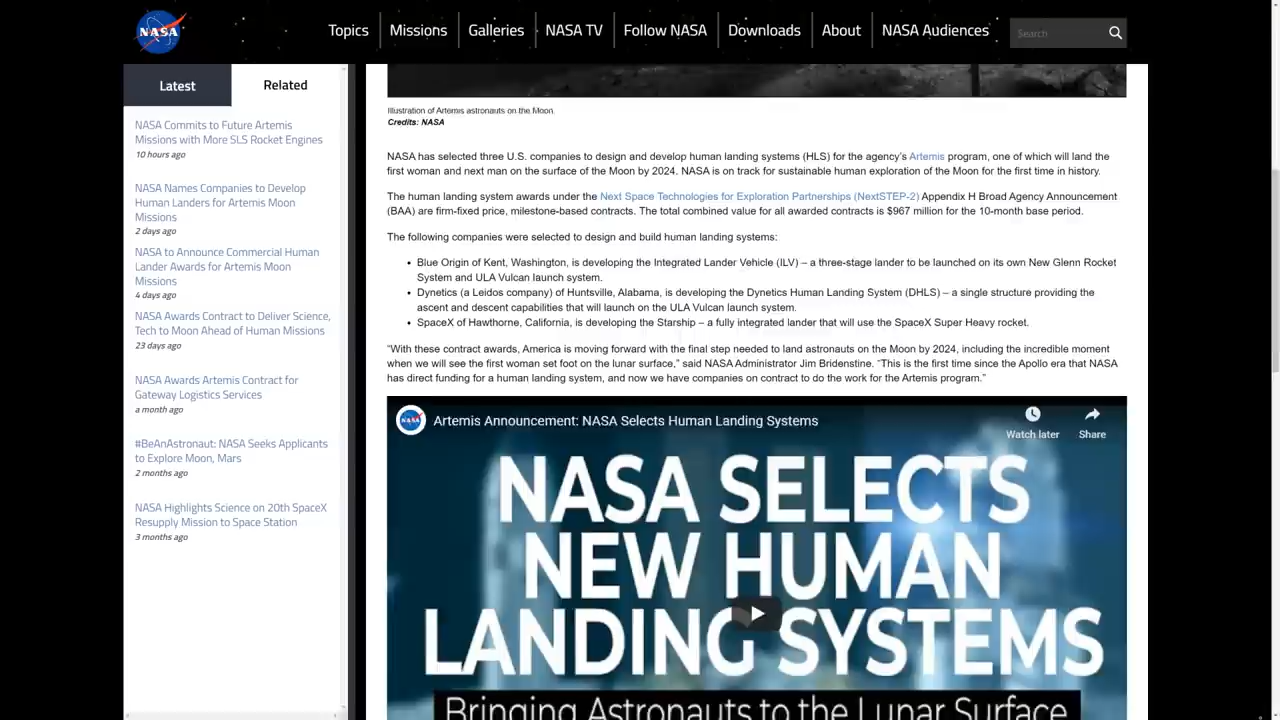 NASA
Topics
Missions
Galleries
NASA TV
Follow NASA
Downloads
About
NASA Audiences
Search
Latest
Related
NASA Commits to Future Artemis
Missions with More SLS Rocket Engines
10 hours ago
NASA Names Companies to Develop
Human Landers for Artemis Moon
Missions
2 days ago
NASA to Announce Commercial Human
Lander Awards for Artemis Moon
Missions
4 days ago
NASA Awards Contract to Deliver Science,
Tech to Moon Ahead of Human Missions
23 days ago
NASA Awards Artemis Contract for
Gateway Logistics Services
a month ago
#BeAnAstronaut: NASA Seeks Applicants
to Explore Moon, Mars
2 months ago
NASA Highlights Science on 20th SpaceX
Resupply Mission to Space Station
3 months ago
Illustration of Artemis astronauts on the Moon.
Credits: NASA
NASA has selected three U.S. companies to design and develop human landing systems (HLS) for the agency’s Artemis program, one of which will land the
first woman and next man on the surface of the Moon by 2024. NASA is on track for sustainable human exploration of the Moon for the first time in history.
The human landing system awards under the Next Space Technologies for Exploration Partnerships (NextSTEP-2) Appendix H Broad Agency Announcement
(BAA) are firm-fixed price, milestone-based contracts. The total combined value for all awarded contracts is $967 million for the 10-month base period.
The following companies were selected to design and build human landing systems:
• Blue Origin of Kent, Washington, is developing the Integrated Lander Vehicle (ILV) – a three-stage lander to be launched on its own New Glenn Rocket
System and ULA Vulcan launch system.
• Dynetics (a Leidos company) of Huntsville, Alabama, is developing the Dynetics Human Landing System (DHLS) – a single structure providing the
ascent and descent capabilities that will launch on the ULA Vulcan launch system.
• SpaceX of Hawthorne, California, is developing the Starship – a fully integrated lander that will use the SpaceX Super Heavy rocket.
“With these contract awards, America is moving forward with the final step needed to land astronauts on the Moon by 2024, including the incredible moment
when we will see the first woman set foot on the lunar surface,” said NASA Administrator Jim Bridenstine. “This is the first time since the Apollo era that NASA
has direct funding for a human landing system, and now we have companies on contract to do the work for the Artemis program.”
NASA
Artemis Announcement: NASA Selects Human Landing Systems
Watch later
Share
NASA SELECTS
NEW HUMAN
LANDING SYSTEMS
Bringing Astronauts to the Lunar Surface